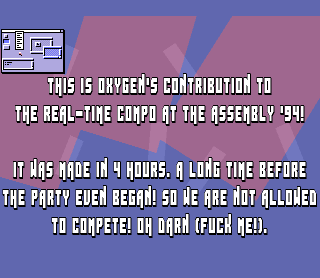 THIS IS OXYGEN'S CONTRIBUTION TO
THE REAL-TIME COMPO AT THE ASSEMBLY '94!
IT WAS MADE IN 4 HOURS. A LONG TIME BEFORE
THE PARTY EVEN BEGAN! SO WE ARE NOT ALLOWED
TO COMPETE! OH DARN (FUCK ME!).